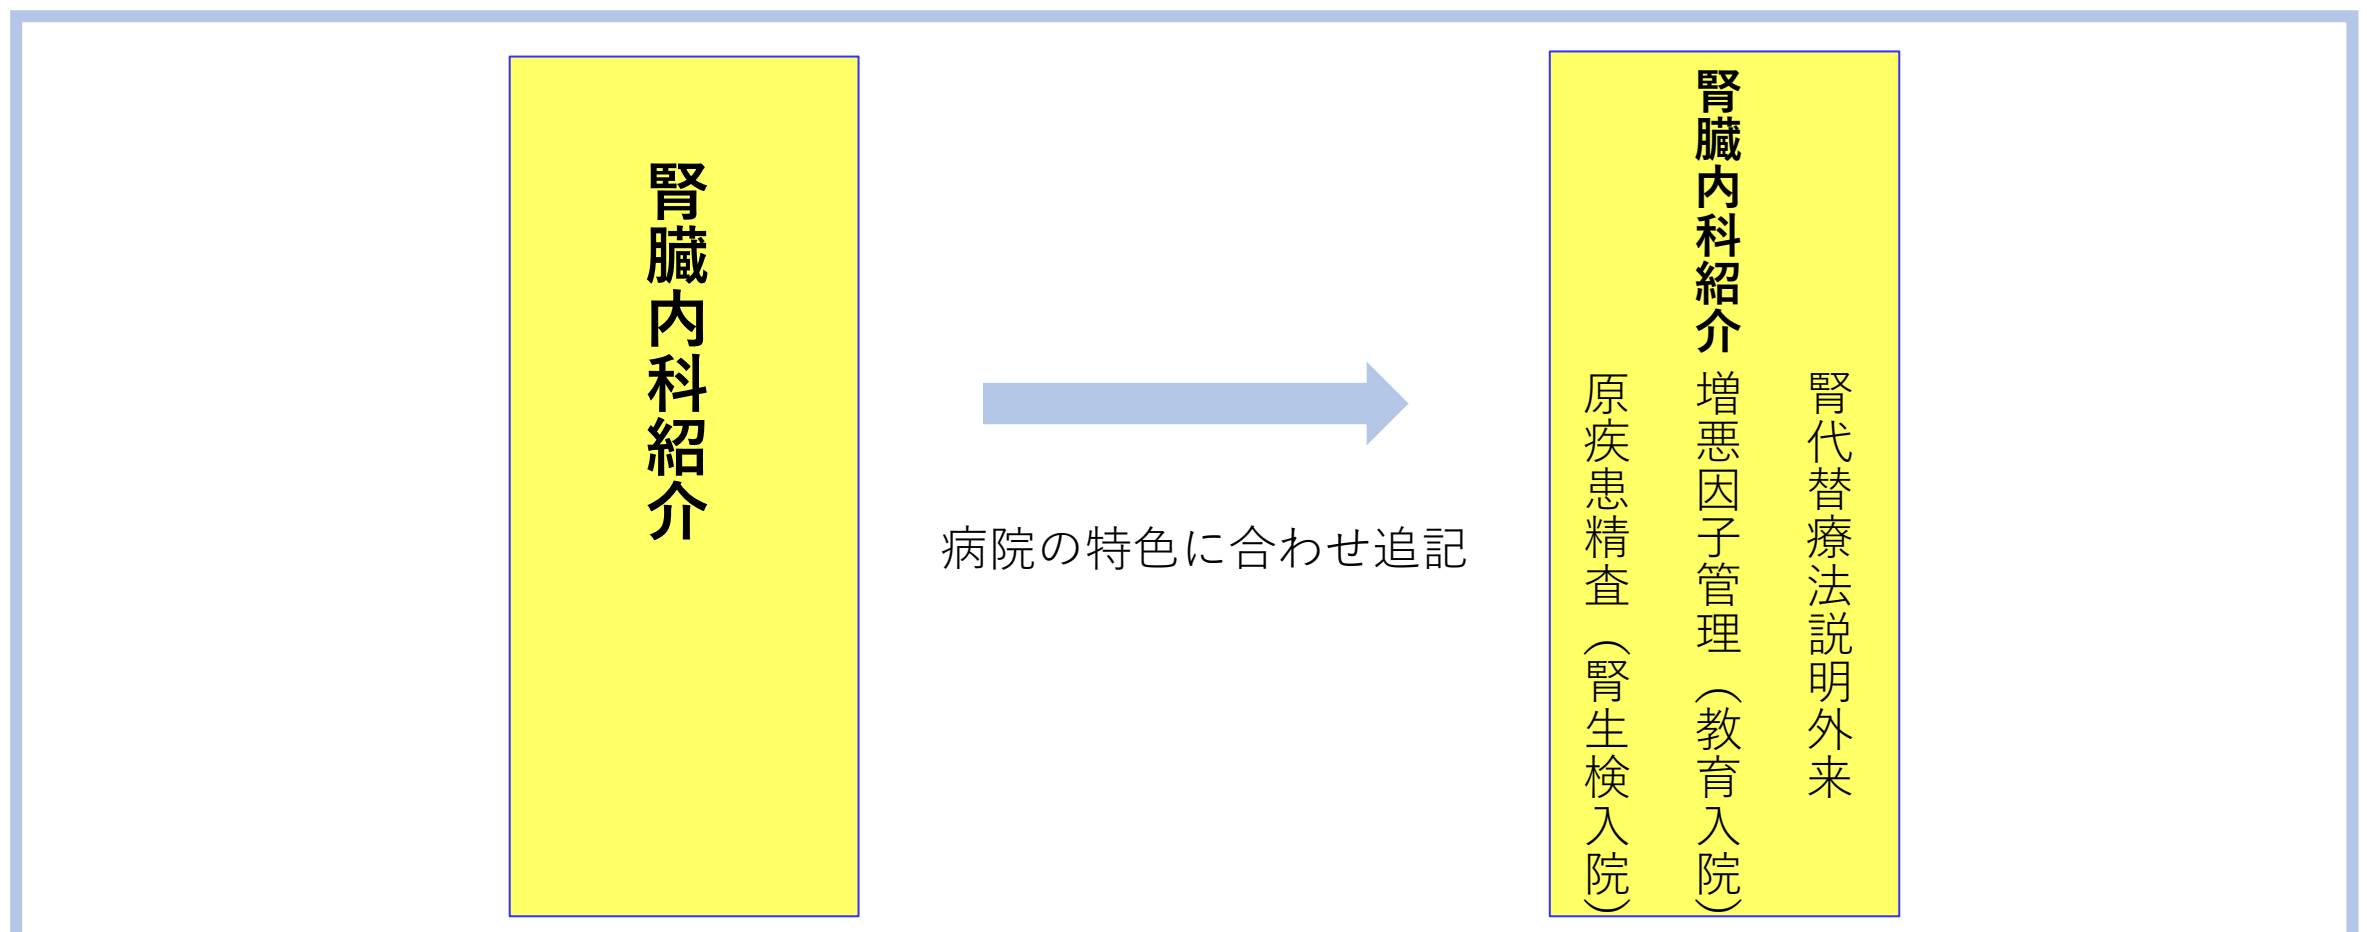 腎臓内科紹介
病院の特色に合わせ追記
腎臓内科紹介
腎代替療法説明外来
増悪因子管理（教育入院）
原疾患精査（腎生検入院）